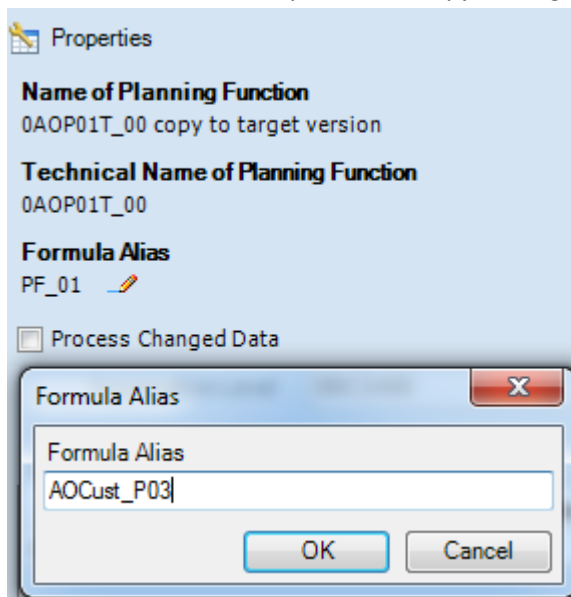 Properties
Name of Planning Function
0AOP01T_00 copy to target version
Technical Name of Planning Function
0AOP01T_00
Formula Alias
PF_01
Process Changed Data
Formula Alias
Formula Alias
AOCust_P03
OK Cancel